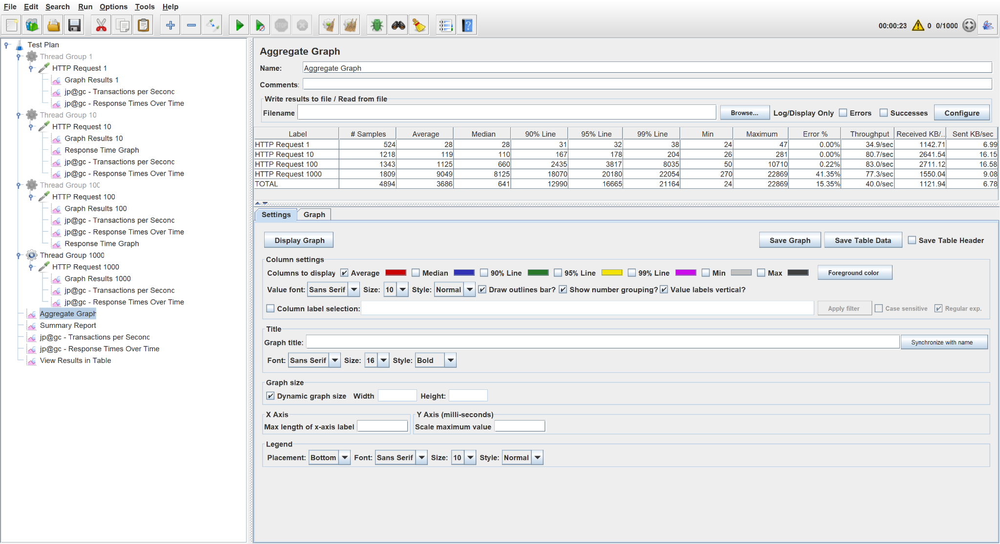 File Edit Search Run Options Tools Help
STOP 00:00:23 0 0/1000
Test Plan
Thread Group 1
HTTP Request 1
Graph Results 1
jp@gc - Transactions per Second
jp@gc - Response Times Over Time
Thread Group 10
HTTP Request 10
Graph Results 10
Response Time Graph
jp@gc - Transactions per Second
jp@gc - Response Times Over Time
Thread Group 100
HTTP Request 100
Graph Results 100
jp@gc - Transactions per Second
jp@gc - Response Times Over Time
Response Time Graph
Thread Group 1000
HTTP Request 1000
Graph Results 1000
jp@gc - Transactions per Second
jp@gc - Response Times Over Time
Aggregate Graph
Summary Report
jp@gc - Transactions per Second
jp@gc - Response Times Over Time
View Results in Table
Aggregate Graph
Name: Aggregate Graph
Comments:
Write results to file / Read from file
Filename Browse... Log/Display Only Errors Successes Configure
Label # Samples Average Median 90% Line 95% Line 99% Line Min Maximum Error % Throughput Received KB/... Sent KB/sec
HTTP Request 1 524 28 28 31 32 38 24 47 0.00% 34.9/sec 1142.71 6.99
HTTP Request 10 1218 119 110 167 178 204 26 281 0.00% 80.7/sec 2641.54 16.15
HTTP Request 100 1343 1125 660 2435 3817 8035 50 10710 0.22% 83.0/sec 2711.12 16.58
HTTP Request 1000 1809 9049 8125 18070 20180 22054 270 22869 41.35% 77.3/sec 1550.04 9.08
TOTAL 4894 3686 641 12990 16665 21164 24 22869 15.35% 40.0/sec 1121.94 6.78
Settings Graph
Display Graph Save Graph Save Table Data Save Table Header
Column settings
Columns to display Average Median 90% Line 95% Line 99% Line Min Max Foreground color
Value font: Sans Serif Size: 10 Style: Normal Draw outlines bar? Show number grouping? Value labels vertical?
Column label selection: Apply filter Case sensitive Regular exp.
Title
Graph title: Synchronize with name
Font: Sans Serif Size: 16 Style: Bold
Graph size
Dynamic graph size Width Height:
X Axis Y Axis (milli-seconds)
Max length of x-axis label Scale maximum value
Legend
Placement: Bottom Font: Sans Serif Size: 10 Style: Normal